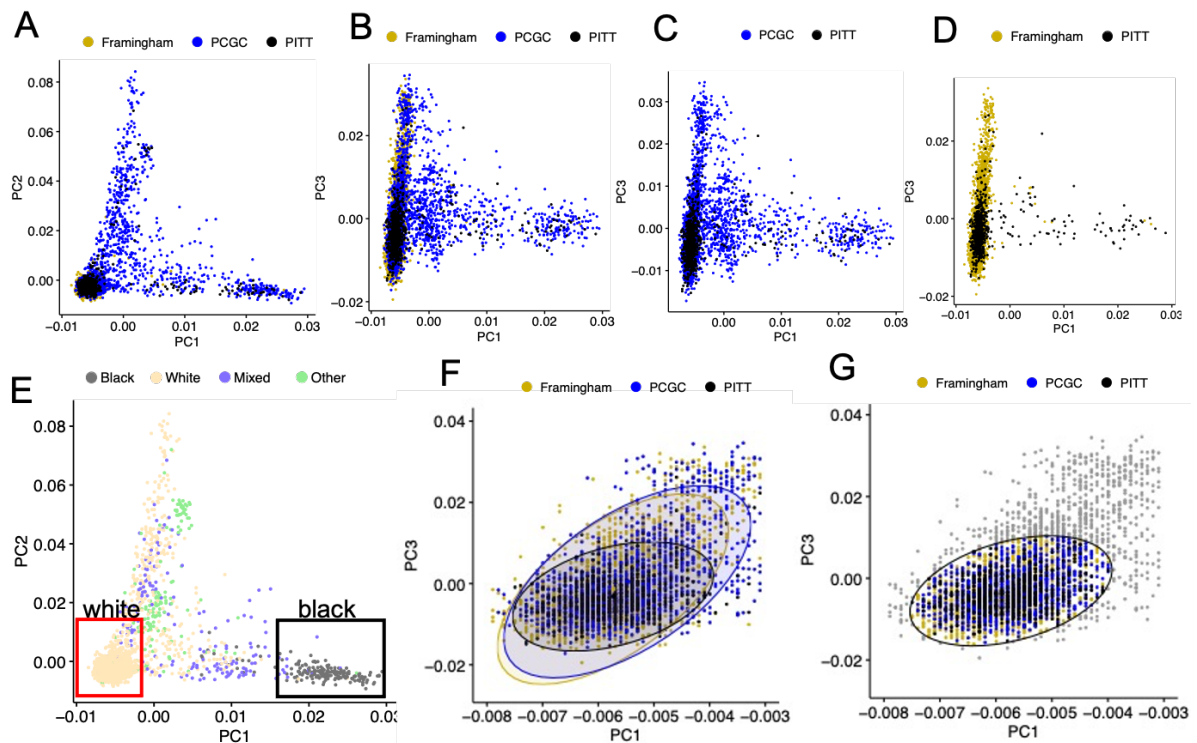 A
Framingham PCGC PITT
0.08
0.06
0.04
0.02
0.00
PC2
-0.01 0.00 0.01 0.02 0.03
PC1
B
Framingham PCGC PITT
0.02
0.00
−0.02
PC3
−0.01 0.00 0.01 0.02 0.03
PC1
C
PCGC PITT
0.03
0.02
0.01
0.00
−0.01
PC3
0.00 0.01 0.02 0.03
PC1
D
Framingham PITT
0.02
0.00
−0.02
PC3
−0.01 0.00 0.01 0.02 0.03
PC1
E
Black White Mixed Other
0.08
0.06
0.04
0.02
0.00
PC2
white
black
−0.01 0.00 0.01 0.02 0.03
PC1
F
Framingham PCGC PITT
0.04
0.02
0.00
−0.02
PC3
−0.008 −0.007 −0.006 −0.005 −0.004 −0.003
PC1
G
Framingham PCGC PITT
0.04
0.02
0.00
−0.02
PC3
−0.008 −0.007 −0.006 −0.005 −0.004 −0.003
PC1